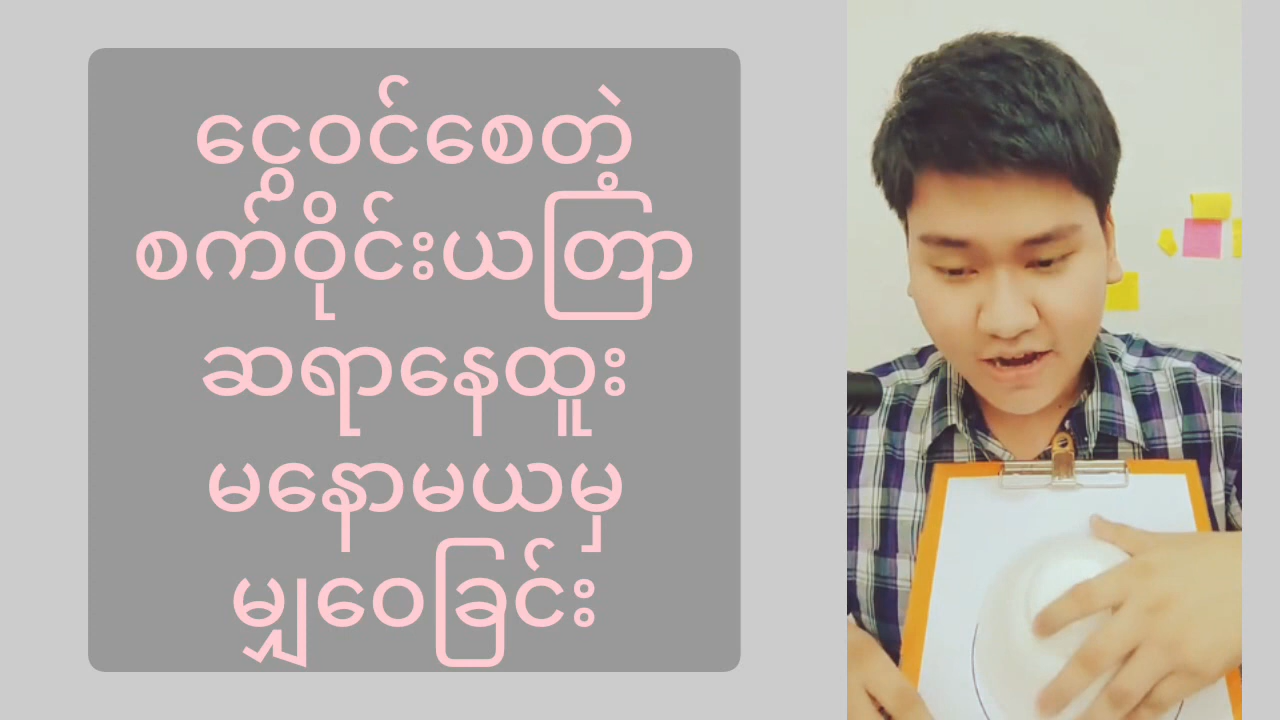 ငွေဝင်စေတဲ့
စက်ဝိုင်းယတြာ
ဆရာနေထူး
မနောမယမှ
မျှဝေခြင်း